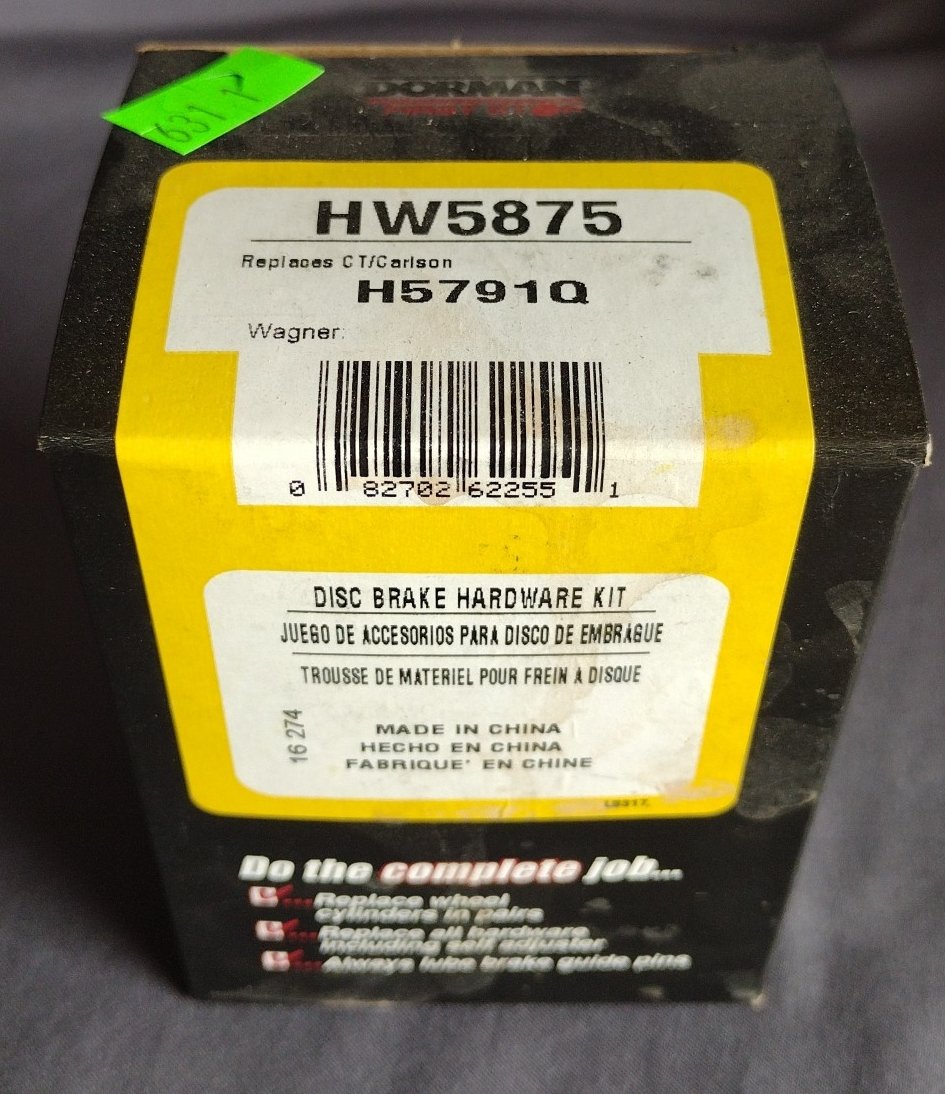 631 1
DORMAN
FIRST STOP
HW5875
Replaces CT/Carlson
H5791Q
Wagner:
0 82702 62255 1
DISC BRAKE HARDWARE KIT
JUEGO DE ACCESORIOS PARA DISCO DE EMBRAGUE
TROUSSE DE MATERIEL POUR FREIN A DISQUE
16 274
MADE IN CHINA
HECHO EN CHINA
FABRIQUE' EN CHINE
Do the complete job...
Replace wheel
cylinders in pairs
Replace all hardware
including self adjuster
Always lube brake guide pins